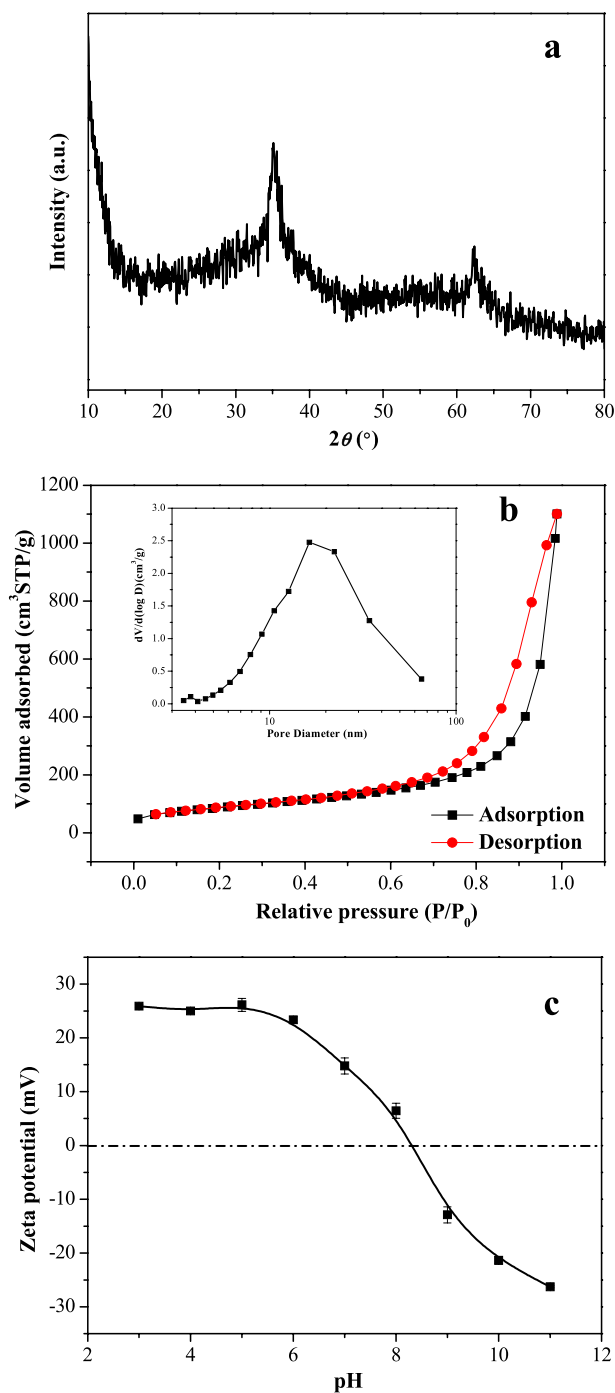 a
Intensity (a.u.)
10 20 30 40 50 60 70 80
2θ (°)
b
Volume adsorbed (cm³STP/g)
1200
1100
1000
800
600
400
200
100
0
dV/d(log D)(cm³/g)
3.0
2.5
2.0
1.5
1.0
0.5
0.0
10 100
Pore Diameter (nm)
Adsorption
Desorption
0.0 0.2 0.4 0.6 0.8 1.0
Relative pressure (P/P₀)
c
Zeta potential (mV)
30
20
10
0
-10
-20
-30
2 4 6 8 10 12
pH